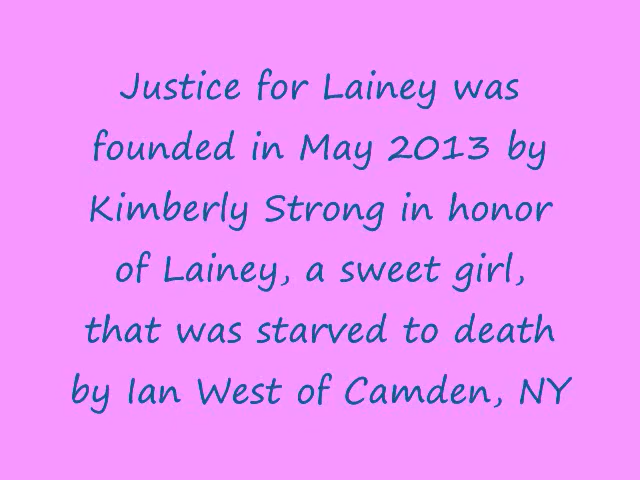 Justice for Lainey was
founded in May 2013 by
Kimberly Strong in honor
of Lainey, a sweet girl,
that was starved to death
by Ian West of Camden, NY